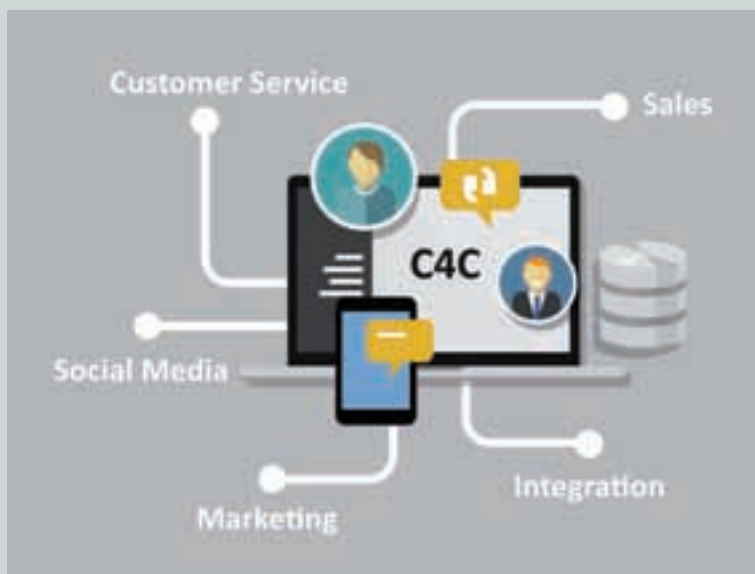 Customer Service
Sales
C4C
Social Media
Integration
Marketing